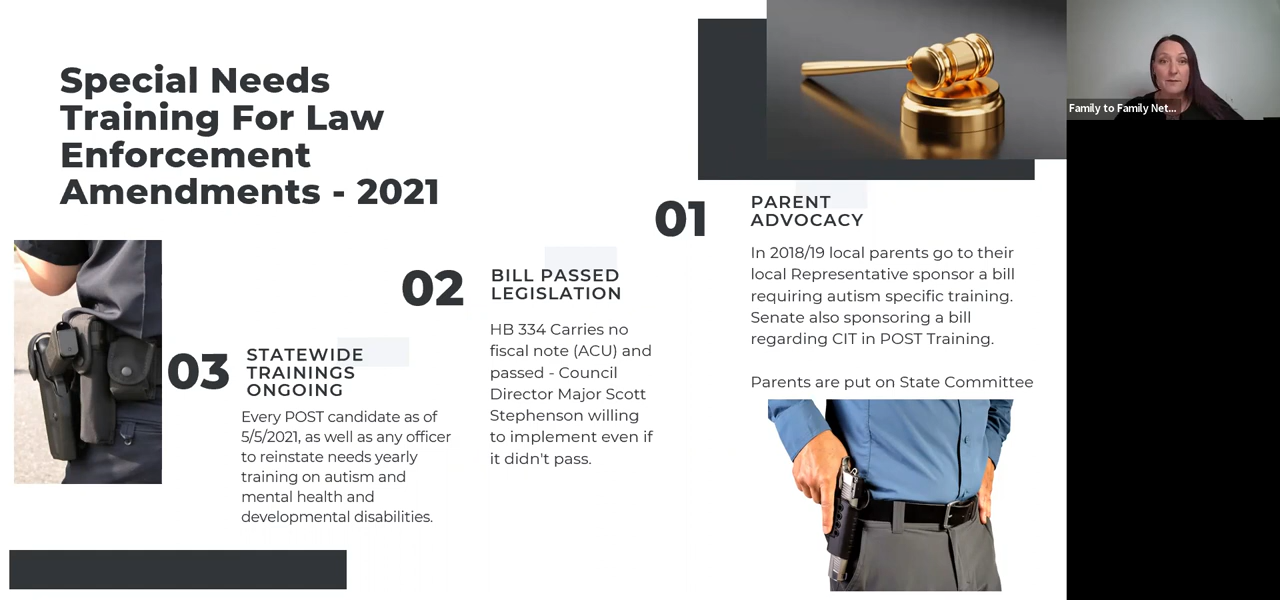 Special Needs
Training For Law
Enforcement
Amendments - 2021
01
PARENT
ADVOCACY
In 2018/19 local parents go to their
local Representative sponsor a bill
requiring autism specific training.
Senate also sponsoring a bill
regarding CIT in POST Training.
Parents are put on State Committee
02
BILL PASSED
LEGISLATION
HB 334 Carries no
fiscal note (ACU) and
passed - Council
Director Major Scott
Stephenson willing
to implement even if
it didn't pass.
03
STATEWIDE
TRAININGS
ONGOING
Every POST candidate as of
5/5/2021, as well as any officer
to reinstate needs yearly
training on autism and
mental health and
developmental disabilities.
Family to Family Net...